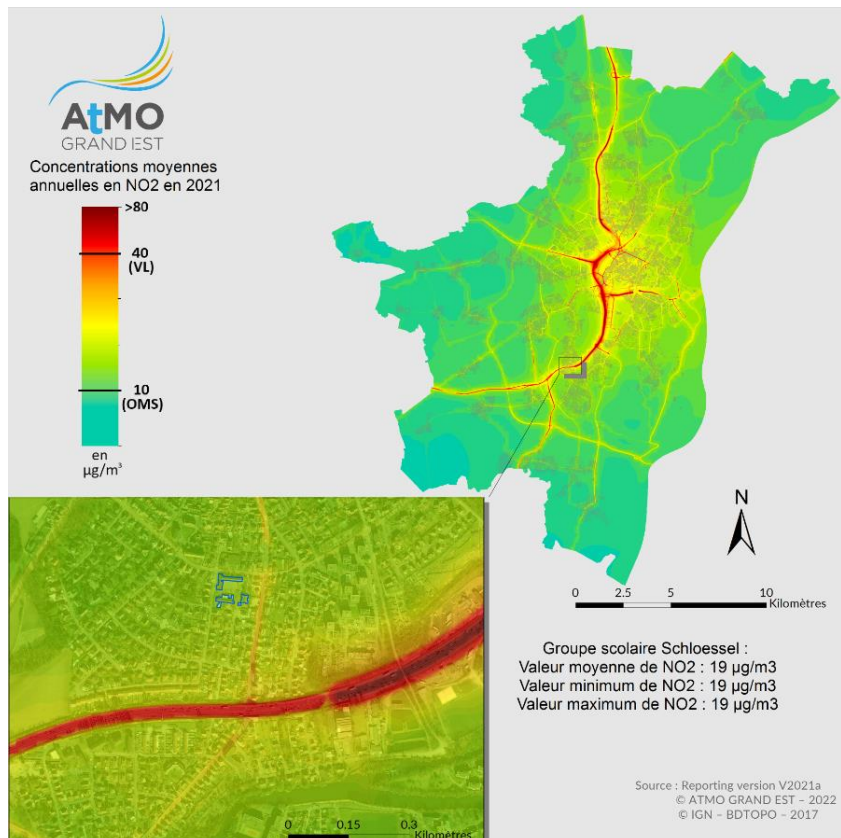 AtMO
GRAND EST
Concentrations moyennes
annuelles en NO2 en 2021
>80
40
(VL)
10
(OMS)
en
µg/m³
N
0 2.5 5 10
Kilomètres
Groupe scolaire Schloessel :
Valeur moyenne de NO2 : 19 µg/m3
Valeur minimum de NO2 : 19 µg/m3
Valeur maximum de NO2 : 19 µg/m3
0 0.15 0.3
Kilomètres
Source : Reporting version V2021a
© ATMO GRAND EST - 2022
© IGN - BDTOPO - 2017